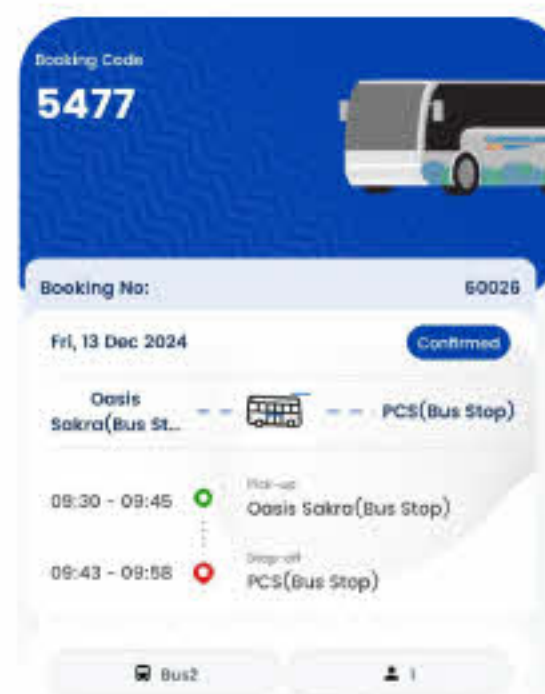 Booking Code
5477
Booking No: 60026
Fri, 13 Dec 2024 Confirmed
Oasis
Sakra(Bus St... PCS(Bus Stop)
Pick-up
09:30 - 09:45 Oasis Sakra(Bus Stop)
Drop-off
09:43 - 09:58 PCS(Bus Stop)
Bus2 1